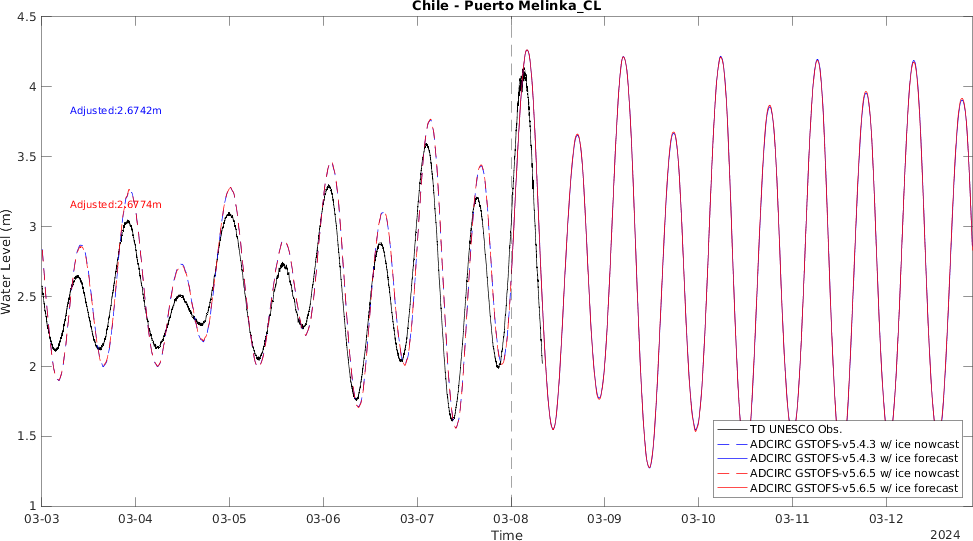 Chile - Puerto Melinka_CL
4.5
4
3.5
3
2.5
2
1.5
1
Water Level (m)
Adjusted:2.6742m
Adjusted:2.6774m
TD UNESCO Obs.
ADCIRC GSTOFS-v5.4.3 w/ ice nowcast
ADCIRC GSTOFS-v5.4.3 w/ ice forecast
ADCIRC GSTOFS-v5.6.5 w/ ice nowcast
ADCIRC GSTOFS-v5.6.5 w/ ice forecast
03-03 03-04 03-05 03-06 03-07 03-08 03-09 03-10 03-11 03-12
Time
2024